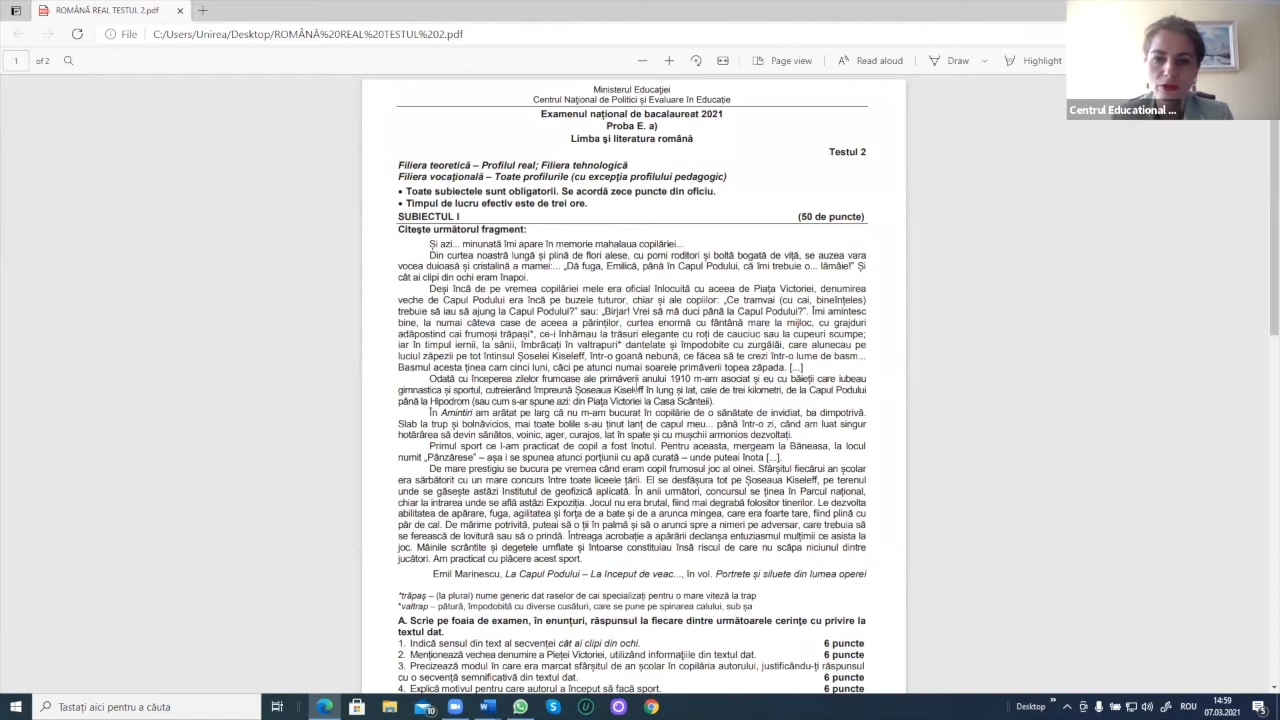 ROMÂNĂ REAL TESTUL 2.pdf
File
C:/Users/Unirea/Desktop/ROMÂNĂ%20REAL%20TESTUL%202.pdf
1 of 2
Page view
Read aloud
Draw
Highlight
Centrul Educational ...
Ministerul Educaţiei
Centrul Naţional de Politici şi Evaluare în Educaţie
Examenul naţional de bacalaureat 2021
Proba E. a)
Limba şi literatura română
Testul 2
Filiera teoretică – Profilul real; Filiera tehnologică
Filiera vocaţională – Toate profilurile (cu excepţia profilului pedagogic)
• Toate subiectele sunt obligatorii. Se acordă zece puncte din oficiu.
• Timpul de lucru efectiv este de trei ore.
SUBIECTUL I (50 de puncte)
Citeşte următorul fragment:
Și azi... minunată îmi apare în memorie mahalaua copilăriei...
Din curtea noastră lungă și plină de flori alese, cu pomi roditori și boltă bogată de viță, se auzea vara
vocea duioasă și cristalină a mamei:... „Dă fuga, Emilică, până în Capul Podului, că îmi trebuie o... lămâie!” Și
cât ai clipi din ochi eram înapoi.
Deși încă de pe vremea copilăriei mele era oficial înlocuită cu aceea de Piața Victoriei, denumirea
veche de Capul Podului era încă pe buzele tuturor, chiar și ale copiilor: „Ce tramvai (cu cai, bineînțeles)
trebuie să iau să ajung la Capul Podului?” sau: „Birjar! Vrei să mă duci până la Capul Podului?”. Îmi amintesc
bine, la numai câteva case de aceea a părinților, curtea enormă cu fântână mare la mijloc, cu grajduri
adăpostind cai frumoși trăpași*, ce-i înhămau la trăsuri elegante cu roți de cauciuc sau la cupeuri scumpe;
iar în timpul iernii, la sănii, îmbrăcați în valtrapuri* dantelate și împodobite cu zurgălăi, care alunecau pe
luciul zăpezii pe tot întinsul Șoselei Kiseleff, într-o goană nebună, ce făcea să te crezi într-o lume de basm...
Basmul acesta ținea cam cinci luni, căci pe atunci numai soarele primăverii topea zăpada. [...]
Odată cu începerea zilelor frumoase ale primăverii anului 1910 m-am asociat și eu cu băieții care iubeau
gimnastica și sportul, cutreierând împreună Șoseaua Kiseleff în lung și lat, cale de trei kilometri, de la Capul Podului
până la Hipodrom (sau cum s-ar spune azi: din Piața Victoriei la Casa Scânteii).
În Amintiri am arătat pe larg că nu m-am bucurat în copilărie de o sănătate de invidiat, ba dimpotrivă.
Slab la trup și bolnăvicios, mai toate bolile s-au ținut lanț de capul meu... până într-o zi, când am luat singur
hotărârea să devin sănătos, voinic, ager, curajos, lat în spate și cu mușchii armonios dezvoltați.
Primul sport ce l-am practicat de copil a fost înotul. Pentru aceasta, mergeam la Băneasa, la locul
numit „Pânzărese” – așa i se spunea atunci porțiunii cu apă curată – unde puteai înota [...].
De mare prestigiu se bucura pe vremea când eram copil frumosul joc al oinei. Sfârșitul fiecărui an școlar
era sărbătorit cu un mare concurs între toate liceele țării. El se desfășura tot pe Șoseaua Kiseleff, pe terenul
unde se găsește astăzi Institutul de geofizică aplicată. În anii următori, concursul se ținea în Parcul național,
chiar la intrarea unde se află astăzi Expoziția. Jocul nu era brutal, fiind mai degrabă folositor tinerilor. Le dezvolta
abilitatea de apărare, fuga, agilitatea și forța de a bate și de a arunca mingea, care era foarte tare, fiind plină cu
păr de cal. De mărime potrivită, puteai să o ții în palmă și să o arunci spre a nimeri pe adversar, care trebuia să
se ferească de lovitură sau să o prindă. Întreaga acrobație a apărării declanșa entuziasmul mulțimii ce asista la
joc. Mâinile scrântite și degetele umflate și întoarse constituiau însă riscul de care nu scăpa niciunul dintre
jucători. Am practicat cu plăcere acest sport.
Emil Marinescu, La Capul Podului – La început de veac..., în vol. Portrete și siluete din lumea operei
*trăpaș – (la plural) nume generic dat raselor de cai specializați pentru o mare viteză la trap
*valtrap – pătură, împodobită cu diverse cusături, care se pune pe spinarea calului, sub șa
A. Scrie pe foaia de examen, în enunțuri, răspunsul la fiecare dintre următoarele cerințe cu privire la
textul dat.
1. Indică sensul din text al secvenței cât ai clipi din ochi. 6 puncte
2. Menționează vechea denumire a Pieței Victoriei, utilizând informațiile din textul dat. 6 puncte
3. Precizează modul în care era marcat sfârșitul de an școlar în copilăria autorului, justificându-ți răspunsul
cu o secvență semnificativă din textul dat. 6 puncte
4. Explică motivul pentru care autorul a început să facă sport. 6 puncte
Tastați aici pentru a căuta
10
Desktop
ROU
14:59
07.03.2021
5